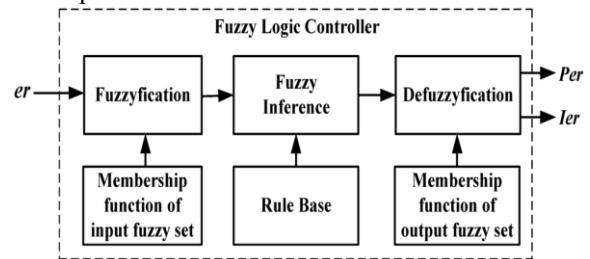 Fuzzy Logic Controller
er
Fuzzyfication
Fuzzy
Inference
Defuzzyfication
Per
Ier
Membership
function of
input fuzzy set
Rule Base
Membership
function of
output fuzzy set